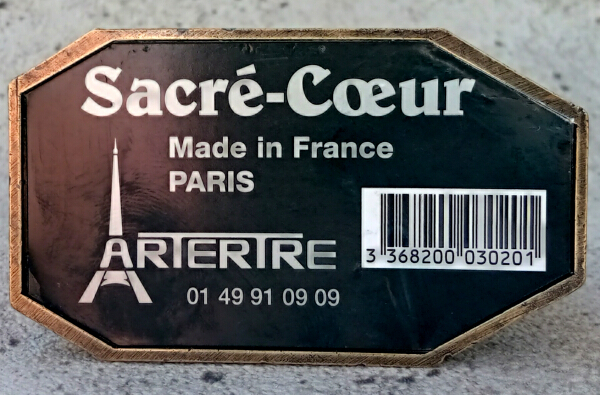 Sacré-Cœur
Made in France
PARIS
ARTERTRE
01 49 91 09 09
3 368200 030201